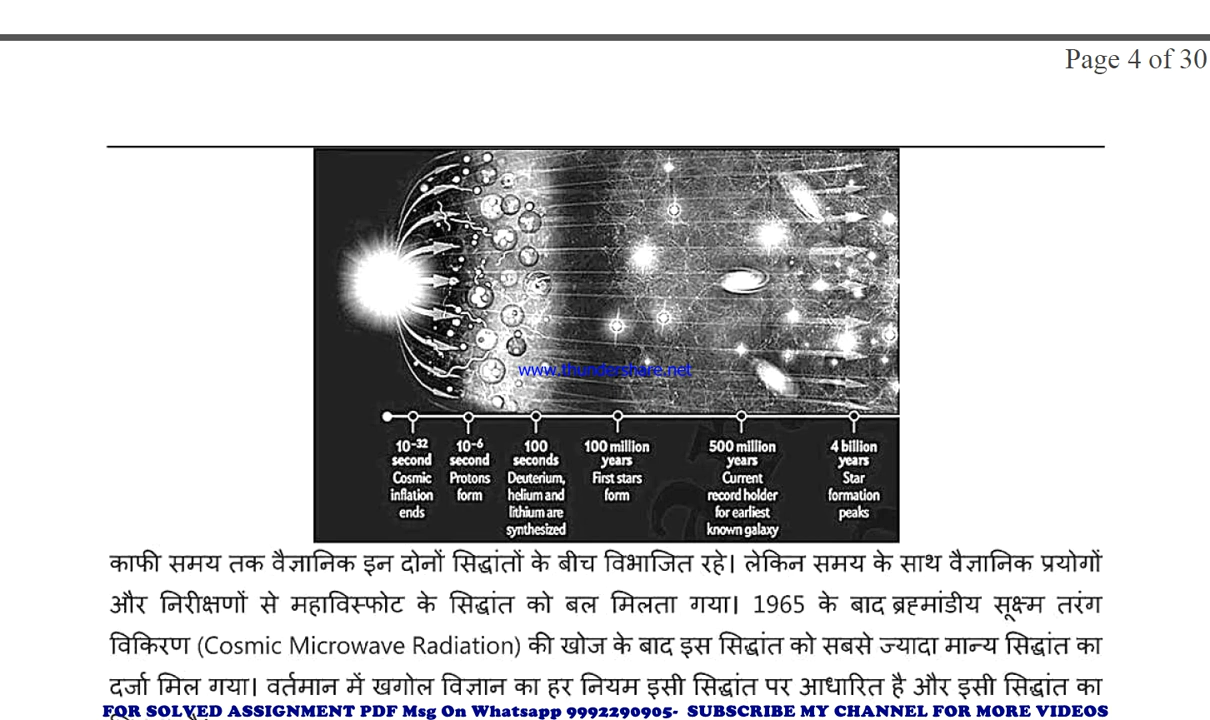 Page 4 of 30
www.thundershare.net
10-32 second Cosmic inflation ends
10-6 second Protons form
100 seconds Deuterium, helium and lithium are synthesized
100 million years First stars form
500 million years Current record holder for earliest known galaxy
4 billion years Star formation peaks
काफी समय तक वैज्ञानिक इन दोनों सिद्धांतों के बीच विभाजित रहे। लेकिन समय के साथ वैज्ञानिक प्रयोगों
और निरीक्षणों से महाविस्फोट के सिद्धांत को बल मिलता गया। 1965 के बाद ब्रह्मांडीय सूक्ष्म तरंग
विकिरण (Cosmic Microwave Radiation) की खोज के बाद इस सिद्धांत को सबसे ज्यादा मान्य सिद्धांत का
दर्जा मिल गया। वर्तमान में खगोल विज्ञान का हर नियम इसी सिद्धांत पर आधारित है और इसी सिद्धांत का
FOR SOLVED ASSIGNMENT PDF Msg On Whatsapp 9992290905- SUBSCRIBE MY CHANNEL FOR MORE VIDEOS